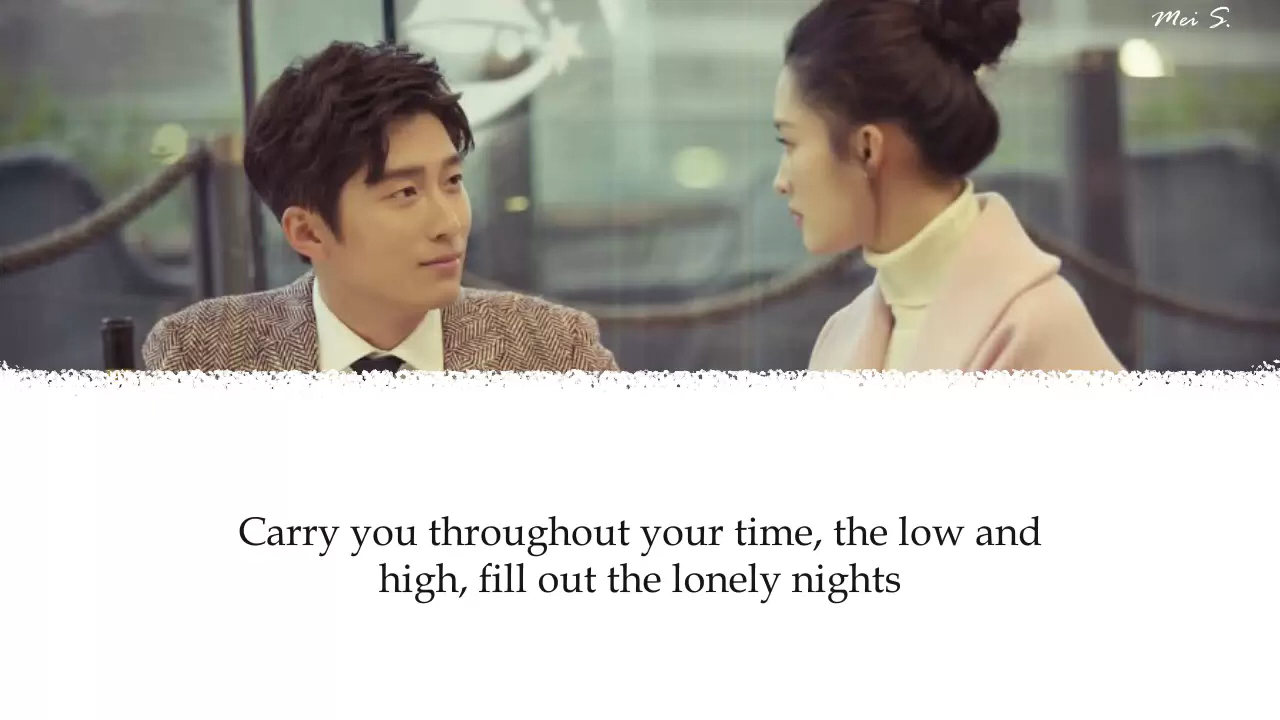 Mei S.
Carry you throughout your time, the low and
high, fill out the lonely nights